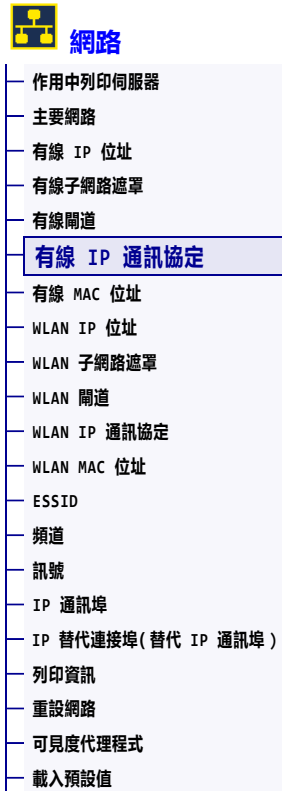 網路
作用中列印伺服器
主要網路
有線 IP 位址
有線子網路遮罩
有線閘道
有線 IP 通訊協定
有線 MAC 位址
WLAN IP 位址
WLAN 子網路遮罩
WLAN 閘道
WLAN IP 通訊協定
WLAN MAC 位址
ESSID
頻道
訊號
IP 通訊埠
IP 替代連接埠(替代 IP 通訊埠)
列印資訊
重設網路
可見度代理程式
載入預設值